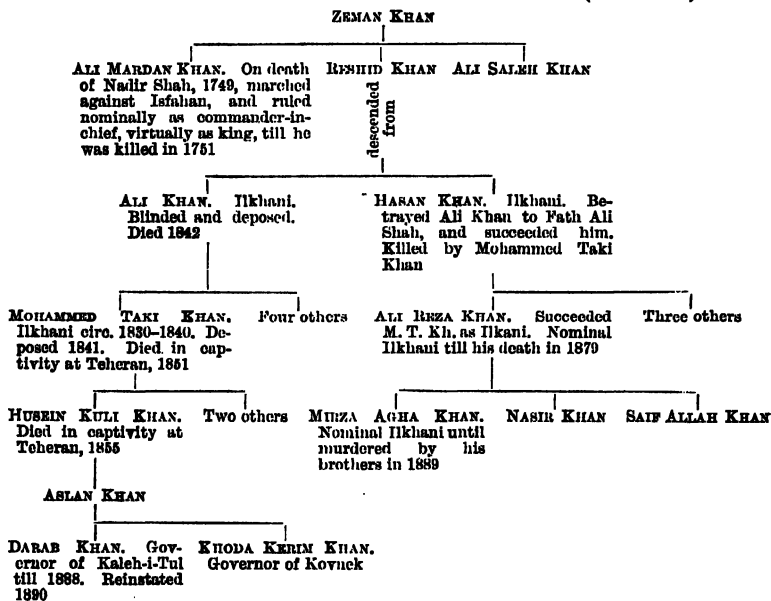 ZEMAN KHAN
ALI MARDAN KHAN. On death
of Nadir Shah, 1749, marched
against Isfahan, and ruled
nominally as commander-in-
chief, virtually as king, till he
was killed in 1751
RESHID KHAN
ALI SALEH KHAN
descended
from
ALI KHAN. Ilkhani.
Blinded and deposed.
Died 1842
HASAN KHAN. Ilkhani. Be-
trayed Ali Khan to Fath Ali
Shah, and succeeded him.
Killed by Mohammed Taki
Khan
MOHAMMED TAKI KHAN.
Ilkhani circ. 1830-1840. De-
posed 1841. Died in cap-
tivity at Teheran, 1851
Four others
ALI REZA KHAN. Succeeded
M. T. Kh. as Ilkani. Nominal
Ilkhani till his death in 1879
Three others
HUSEIN KULI KHAN.
Died in captivity at
Teheran, 1855
Two others
MIRZA AGHA KHAN.
Nominal Ilkhani until
murdered by his
brothers in 1889
NASIR KHAN
SAIF ALLAH KHAN
ASLAN KHAN
DARAB KHAN. Gov-
ernor of Kaleh-i-Tul
till 1888. Reinstated
1890
KHODA KERIM KHAN.
Governor of Kovnek